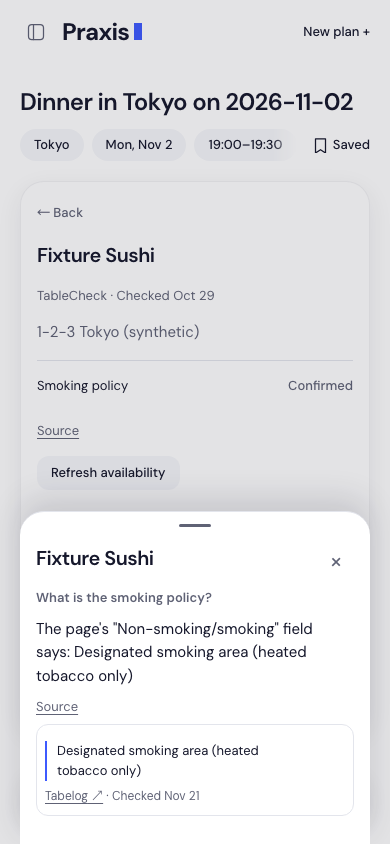 Praxis
New plan +
Dinner in Tokyo on 2026-11-02
Tokyo
Mon, Nov 2
19:00–19:30
Saved
← Back
Fixture Sushi
TableCheck · Checked Oct 29
1-2-3 Tokyo (synthetic)
Smoking policy
Confirmed
Source
Refresh availability
Fixture Sushi
×
What is the smoking policy?
The page's "Non-smoking/smoking" field
says: Designated smoking area (heated
tobacco only)
Source
Designated smoking area (heated
tobacco only)
Tabelog ↗ · Checked Nov 21